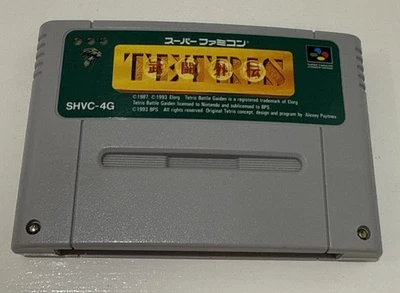 スーパーファミコン
TETRIS
武闘外伝
SHVC-4G
©1987, ©1993 Elorg Tetris Battle Gaiden is a registered trademark of Elorg
Tetris Battle Gaiden licensed to Nintendo and sublicensed to BPS.
©1993 BPS All rights reserved Original Tetris concept, design and program by Alexey Pajitnov